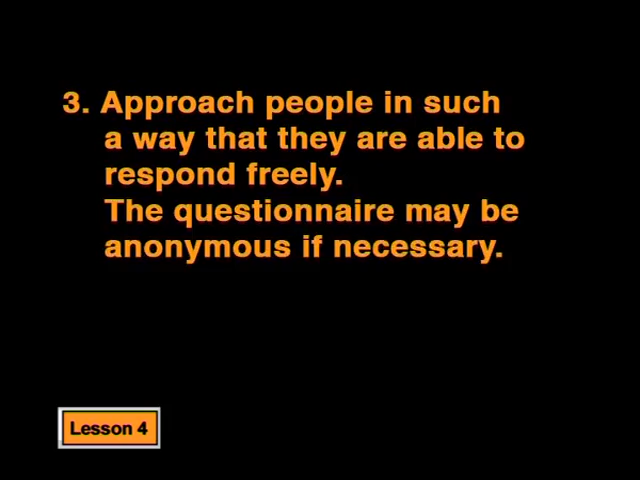 3. Approach people in such
a way that they are able to
respond freely.
The questionnaire may be
anonymous if necessary.
Lesson 4